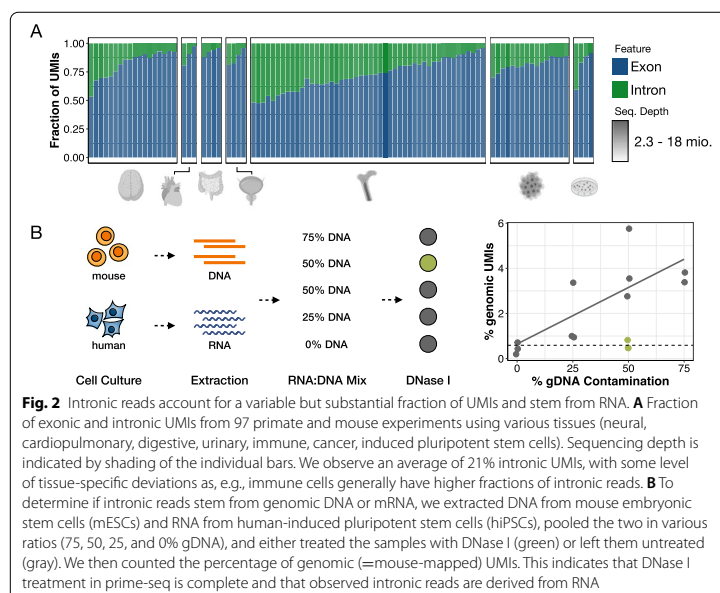 A
1.00
0.75
0.50
0.25
0.00
Fraction of UMIs
Feature
Exon
Intron
Seq. Depth
2.3 - 18 mio.
B
mouse
human
DNA
RNA
75% DNA
50% DNA
50% DNA
25% DNA
0% DNA
Cell Culture
Extraction
RNA:DNA Mix
DNase I
6
4
2
0
% genomic UMIs
0
25
50
75
% gDNA Contamination
Fig. 2 Intronic reads account for a variable but substantial fraction of UMIs and stem from RNA. A Fraction
of exonic and intronic UMIs from 97 primate and mouse experiments using various tissues (neural,
cardiopulmonary, digestive, urinary, immune, cancer, induced pluripotent stem cells). Sequencing depth is
indicated by shading of the individual bars. We observe an average of 21% intronic UMIs, with some level
of tissue-specific deviations as, e.g., immune cells generally have higher fractions of intronic reads. B To
determine if intronic reads stem from genomic DNA or mRNA, we extracted DNA from mouse embryonic
stem cells (mESCs) and RNA from human-induced pluripotent stem cells (hiPSCs), pooled the two in various
ratios (75, 50, 25, and 0% gDNA), and either treated the samples with DNase I (green) or left them untreated
(gray). We then counted the percentage of genomic (=mouse-mapped) UMIs. This indicates that DNase I
treatment in prime-seq is complete and that observed intronic reads are derived from RNA